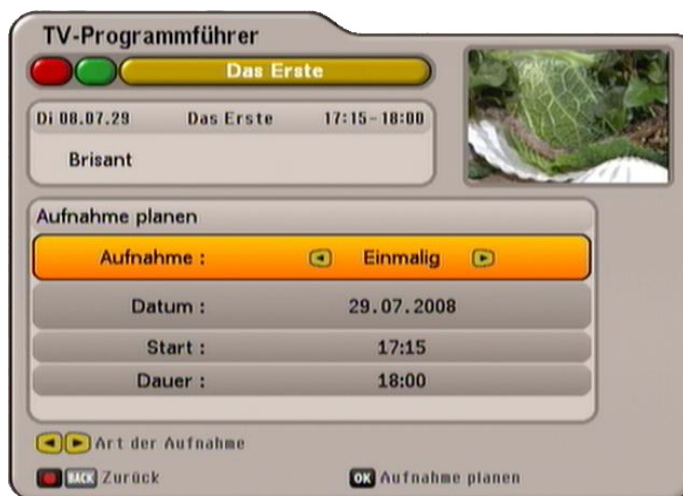 TV-Programmführer
Das Erste
Di 08.07.29 Das Erste 17:15-18:00
Brisant
Aufnahme planen
Aufnahme : Einmalig
Datum : 29.07.2008
Start : 17:15
Dauer : 18:00
Art der Aufnahme
BACK Zurück OK Aufnahme planen